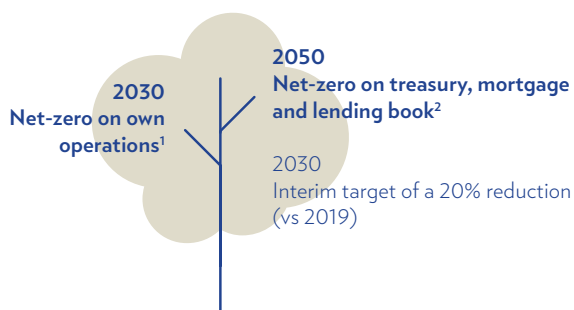 2030
Net-zero on own
operations¹
2050
Net-zero on treasury, mortgage
and lending book²
2030
Interim target of a 20% reduction
(vs 2019)